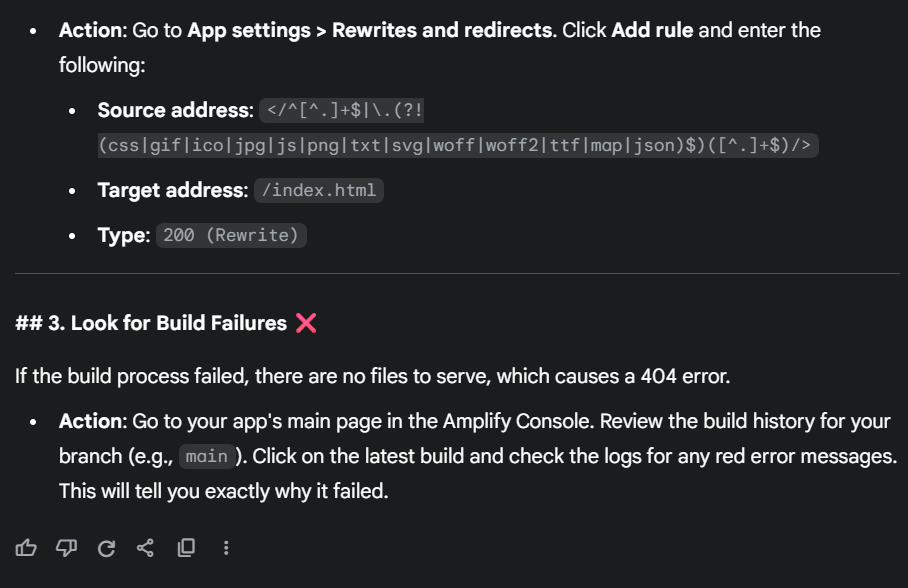 Action: Go to App settings > Rewrites and redirects. Click Add rule and enter the
following:
Source address: </^[^.]+$|\.(?!
(css|gif|ico|jpg|js|png|txt|svg|woff|woff2|ttf|map|json)$)([^.]+$)/>
Target address: /index.html
Type: 200 (Rewrite)
## 3. Look for Build Failures ❌
If the build process failed, there are no files to serve, which causes a 404 error.
Action: Go to your app's main page in the Amplify Console. Review the build history for your
branch (e.g., main ). Click on the latest build and check the logs for any red error messages.
This will tell you exactly why it failed.